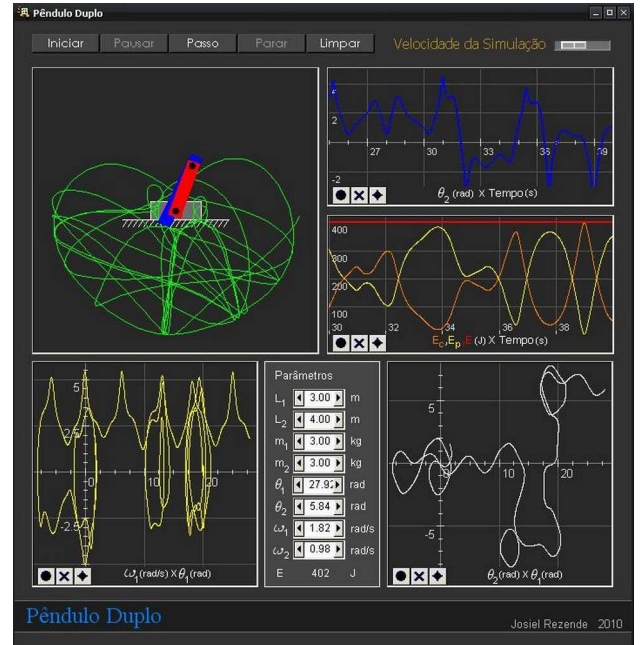 Pêndulo Duplo
Iniciar Pausar Passo Parar Limpar Velocidade da Simulação
2
-2
27 30 33 36 39
θ₂ (rad) X Tempo(s)
400
300
200
100
30 32 34 36 38
Ec,Ep,E (J) X Tempo(s)
5
2.5
-2.5
0 10 20
ω₁(rad/s) X θ₁(rad)
Parâmetros
L₁ 3.00 m
L₂ 4.00 m
m₁ 3.00 kg
m₂ 3.00 kg
θ₁ 27.92 rad
θ₂ 5.84 rad
ω₁ 1.82 rad/s
ω₂ 0.98 rad/s
E 402 J
5
-5
0 10 20
θ₂(rad) X θ₁(rad)
Pêndulo Duplo
Josiel Rezende 2010